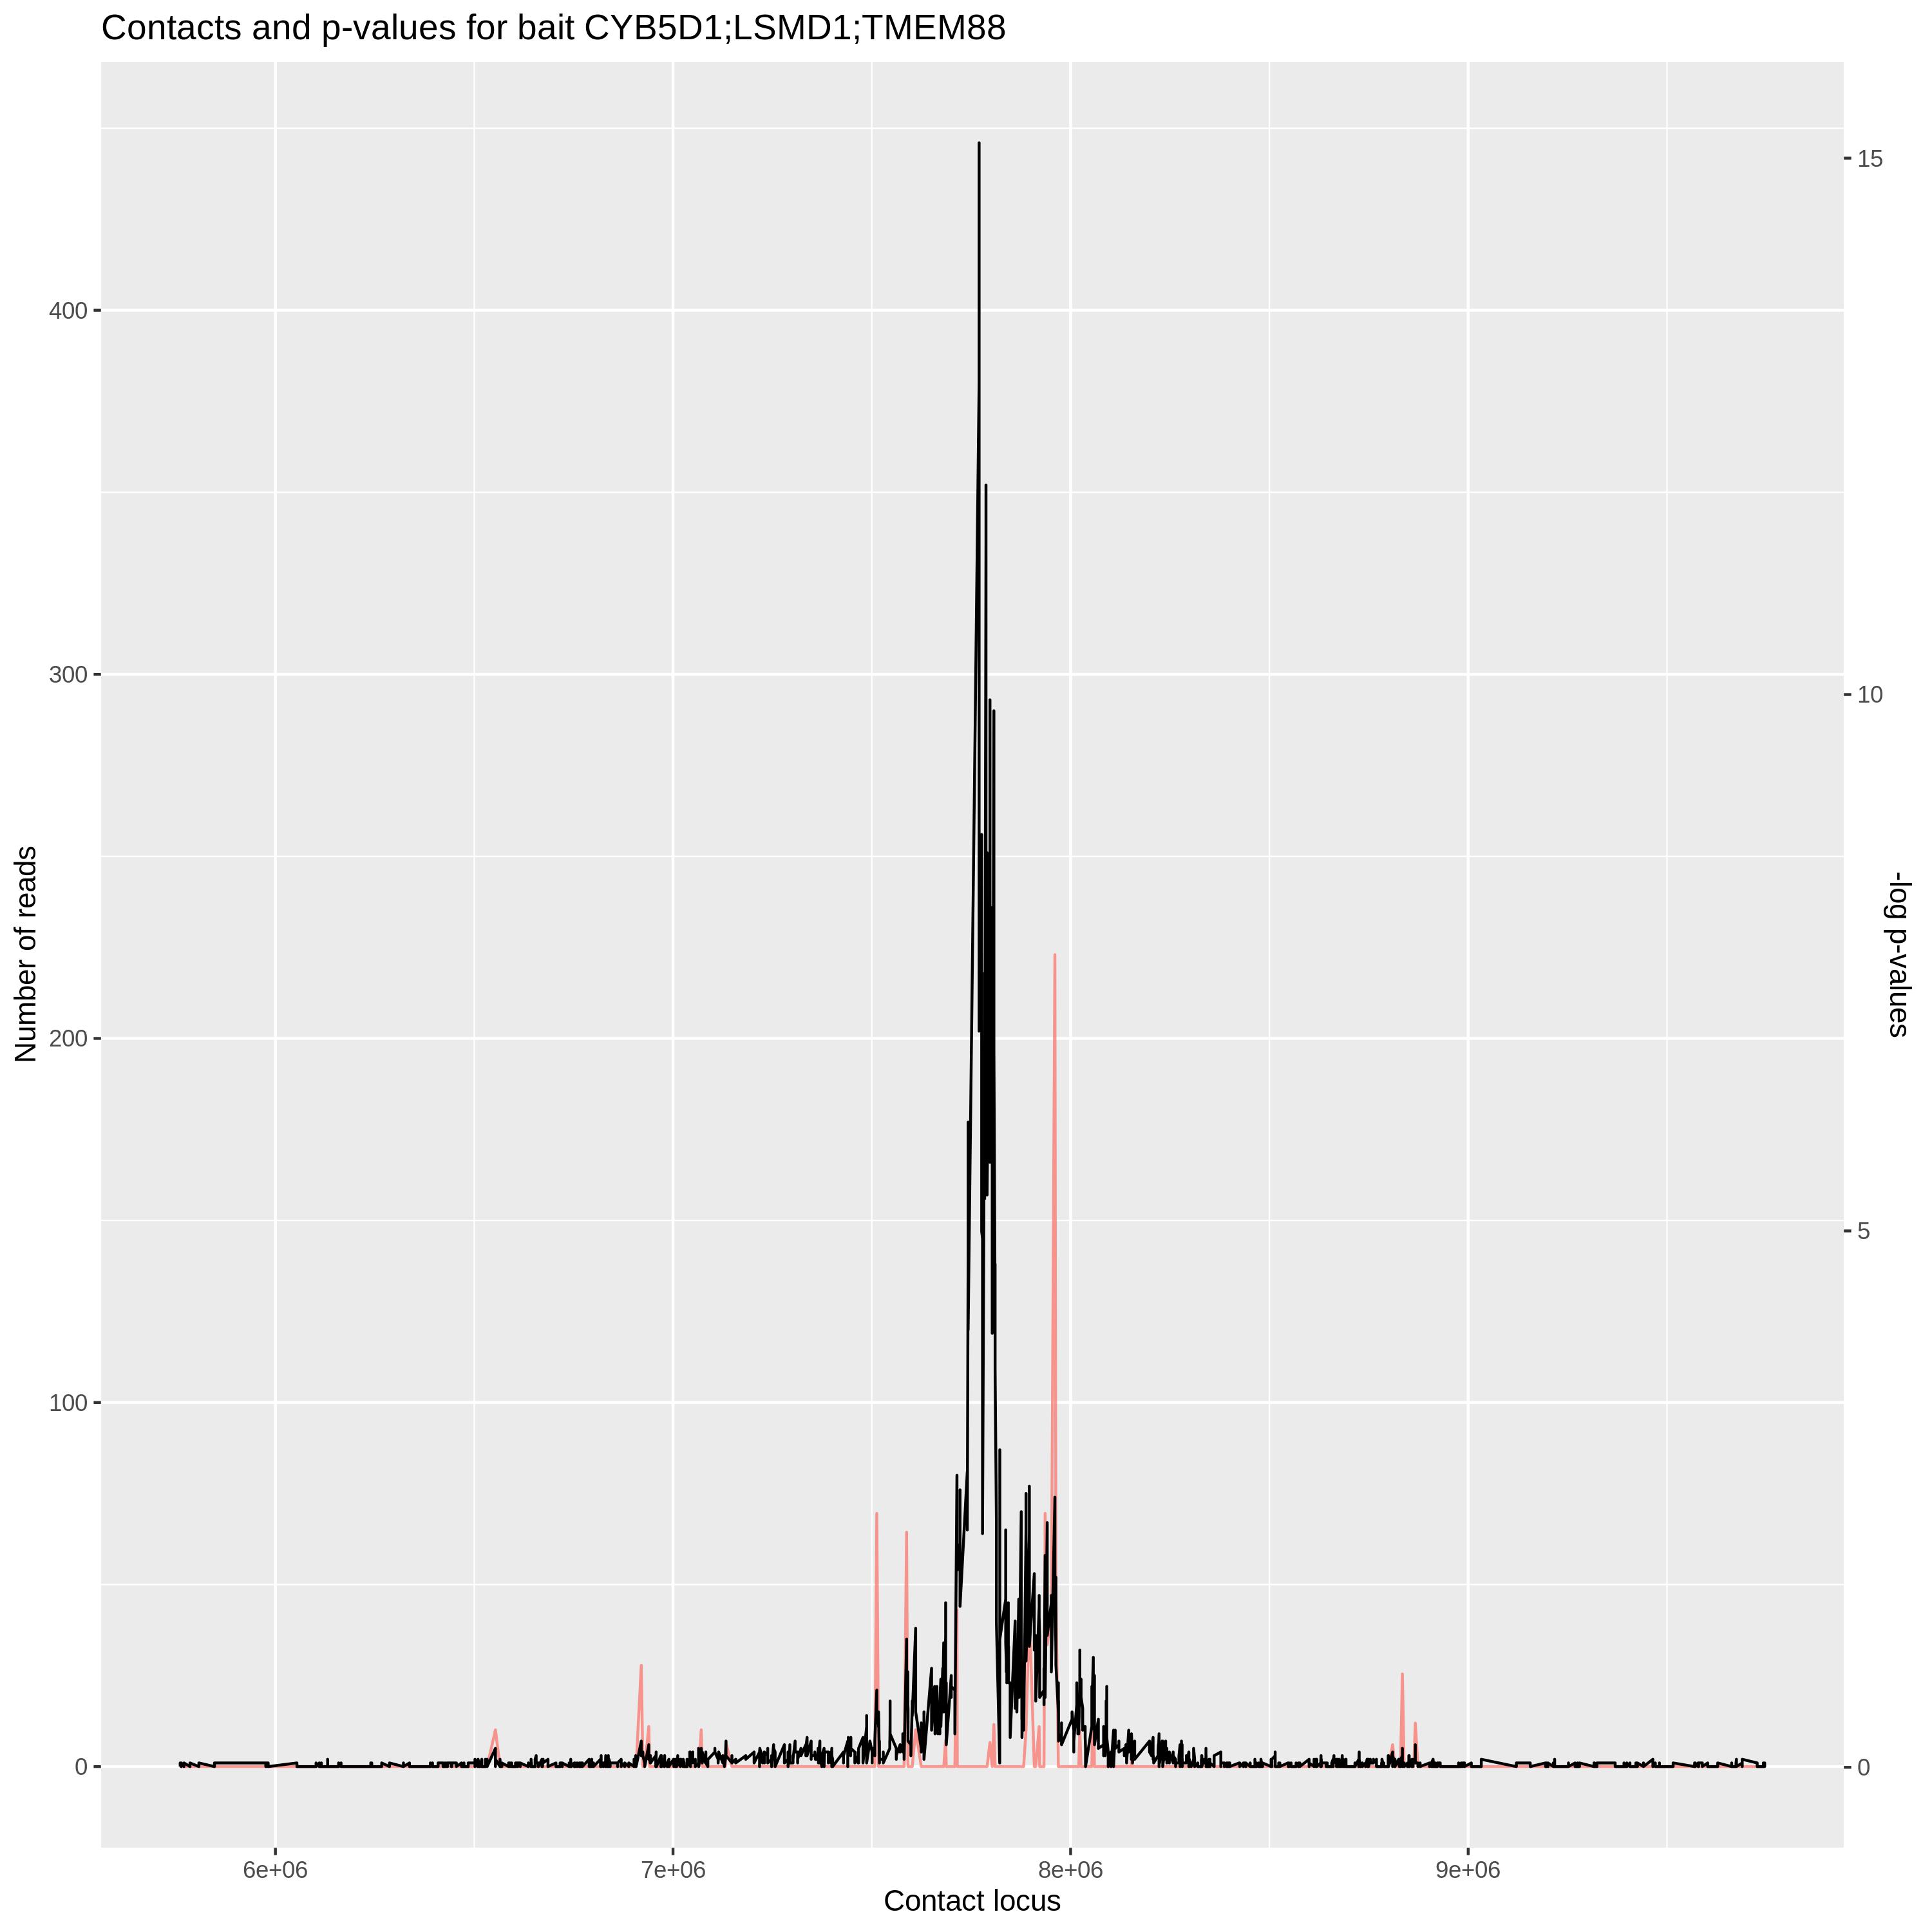 Contacts and p-values for bait CYB5D1;LSMD1;TMEM88
Number of reads
400
300
200
100
0
15
10
5
0
-log p-values
6e+06
7e+06
8e+06
9e+06
Contact locus